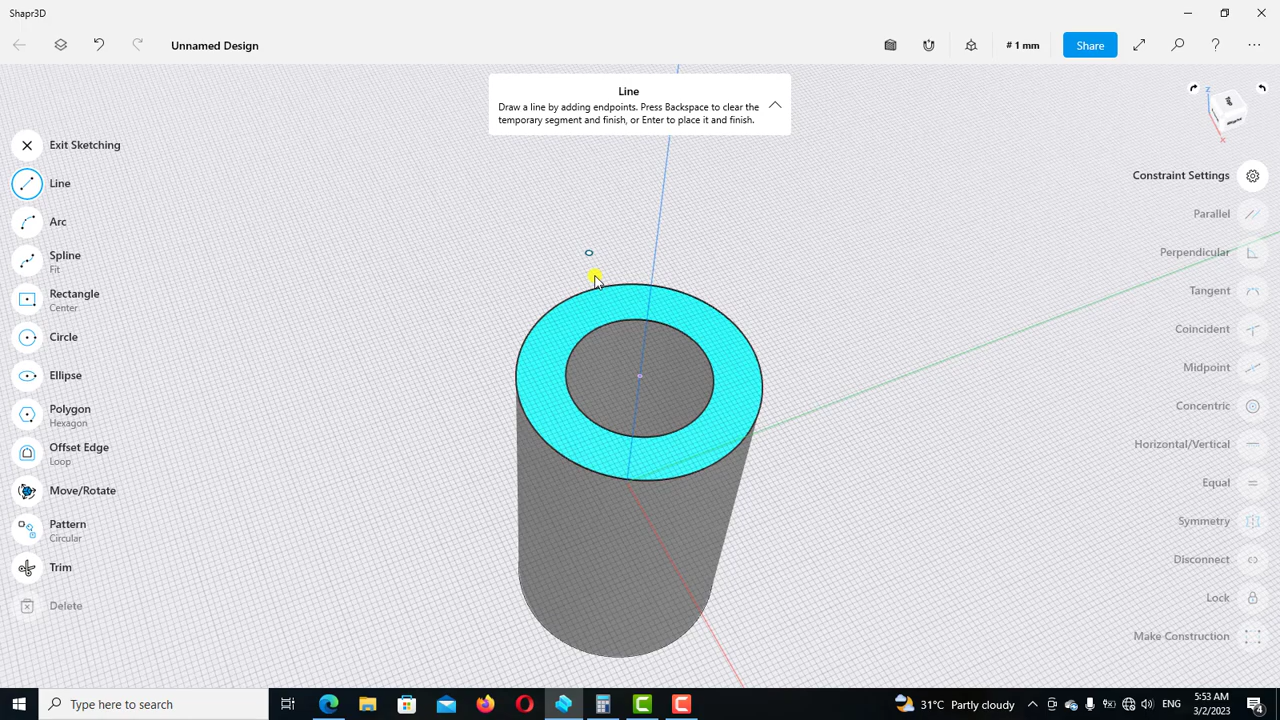 Shapr3D
Unnamed Design
# 1 mm
Share
Line
Draw a line by adding endpoints. Press Backspace to clear the
temporary segment and finish, or Enter to place it and finish.
Z
X
Exit Sketching
Line
Arc
Spline
Fit
Rectangle
Center
Circle
Ellipse
Polygon
Hexagon
Offset Edge
Loop
Move/Rotate
Pattern
Circular
Trim
Delete
Constraint Settings
Parallel
Perpendicular
Tangent
Coincident
Midpoint
Concentric
Horizontal/Vertical
Equal
Symmetry
Disconnect
Lock
Make Construction
Type here to search
31°C Partly cloudy
ENG
5:53 AM
3/2/2023